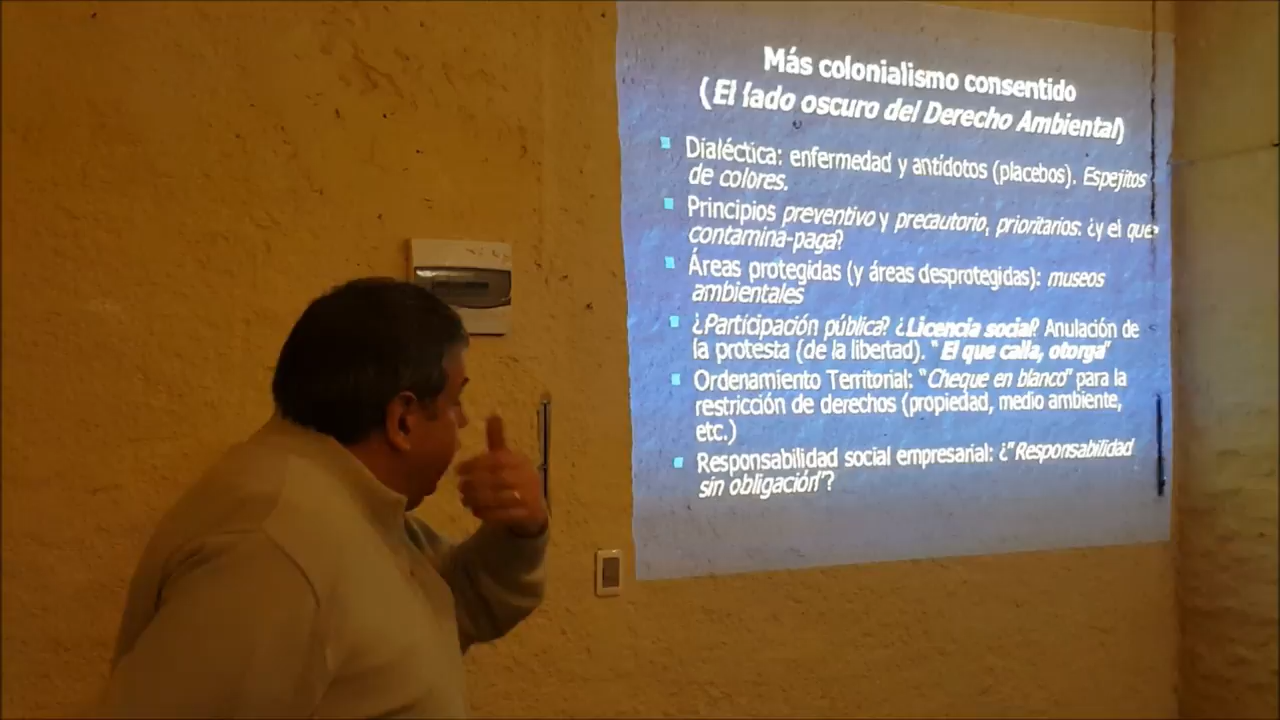 Más colonialismo consentido
(El lado oscuro del Derecho Ambiental)
Dialéctica: enfermedad y antídotos (placebos). Espejitos
de colores.
Principios preventivo y precautorio, prioritarios: ¿y el que
contamina-paga?
Áreas protegidas (y áreas desprotegidas): museos
ambientales
¿Participación pública? ¿Licencia social? Anulación de
la protesta (de la libertad). "El que calla, otorga"
Ordenamiento Territorial: "Cheque en blanco" para la
restricción de derechos (propiedad, medio ambiente,
etc.)
Responsabilidad social empresarial: ¿"Responsabilidad
sin obligación"?